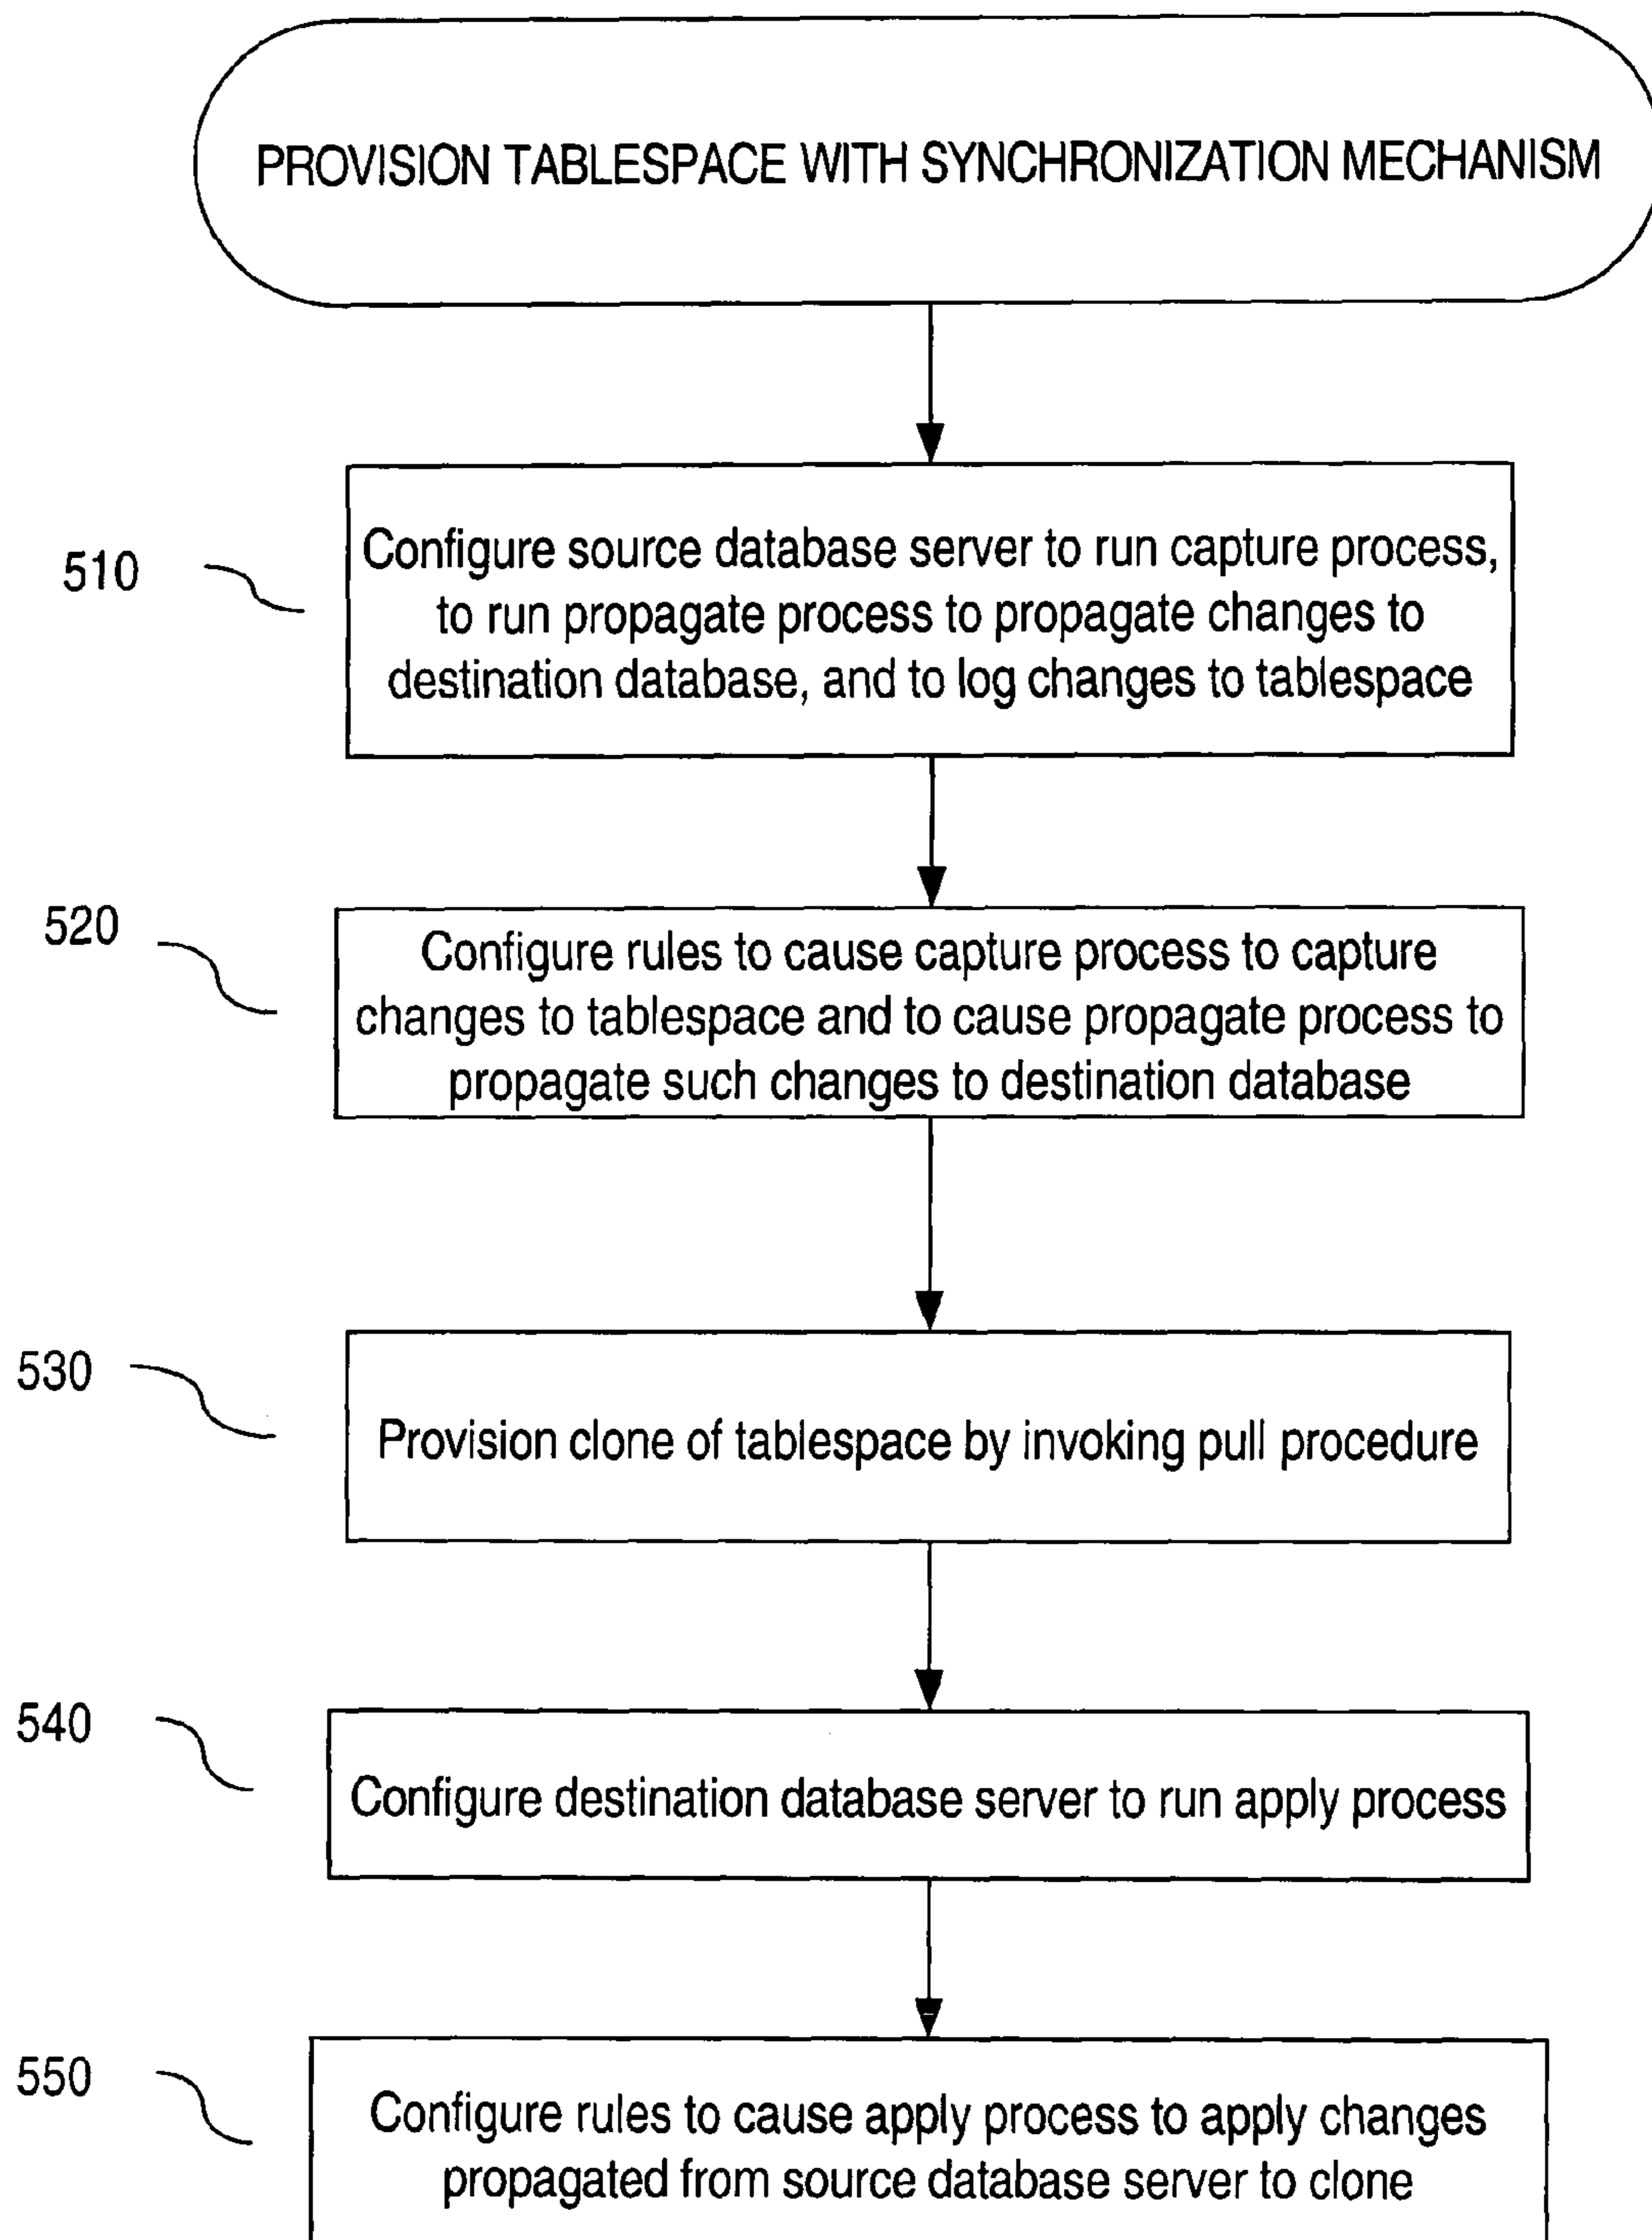 PROVISION TABLESPACE WITH SYNCHRONIZATION MECHANISM
510
Configure source database server to run capture process,
to run propagate process to propagate changes to
destination database, and to log changes to tablespace
520
Configure rules to cause capture process to capture
changes to tablespace and to cause propagate process to
propagate such changes to destination database
530
Provision clone of tablespace by invoking pull procedure
540
Configure destination database server to run apply process
550
Configure rules to cause apply process to apply changes
propagated from source database server to clone